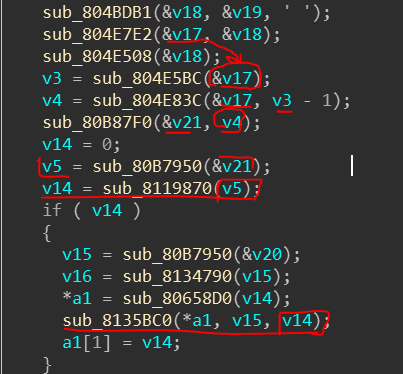 sub_804BDB1(&v18, &v19, ' ');
sub_804E7E2(&v17, &v18);
sub_804E508(&v18);
v3 = sub_804E5BC(&v17);
v4 = sub_804E83C(&v17, v3 - 1);
sub_80B87F0(&v21, v4);
v14 = 0;
v5 = sub_80B7950(&v21);
v14 = sub_8119870(v5);
if ( v14 )
{
v15 = sub_80B7950(&v20);
v16 = sub_8134790(v15);
*a1 = sub_80658D0(v14);
sub_8135BC0(*a1, v15, v14);
a1[1] = v14;
}